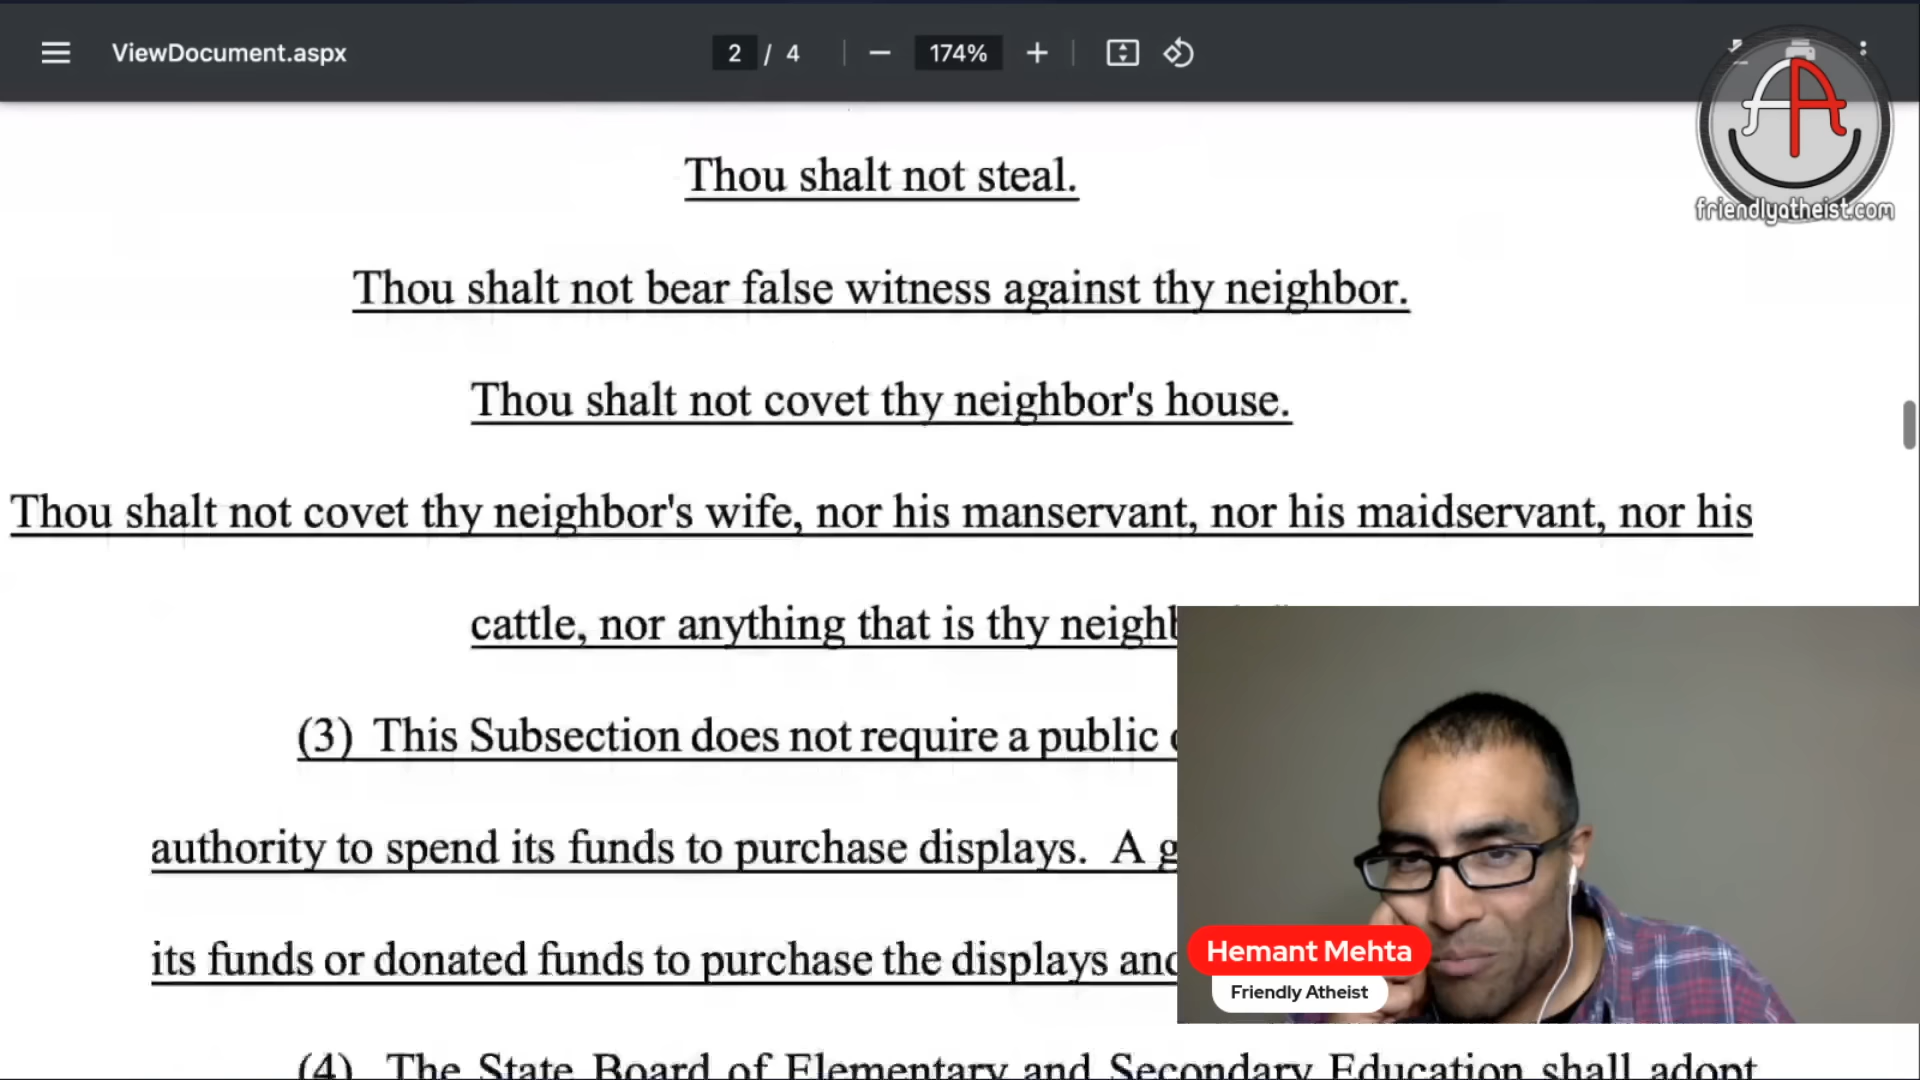 ViewDocument.aspx
2 / 4
174%
friendlyatheist.com
Thou shalt not steal.
Thou shalt not bear false witness against thy neighbor.
Thou shalt not covet thy neighbor's house.
Thou shalt not covet thy neighbor's wife, nor his manservant, nor his maidservant, nor his
cattle, nor anything that is thy
(3) This Subsection does not require a public
authority to spend its funds to purchase displays. A
its funds or donated funds to purchase the displays and
(4) The State Board of Elementary and Secondary Education shall adopt
Hemant Mehta
Friendly Atheist